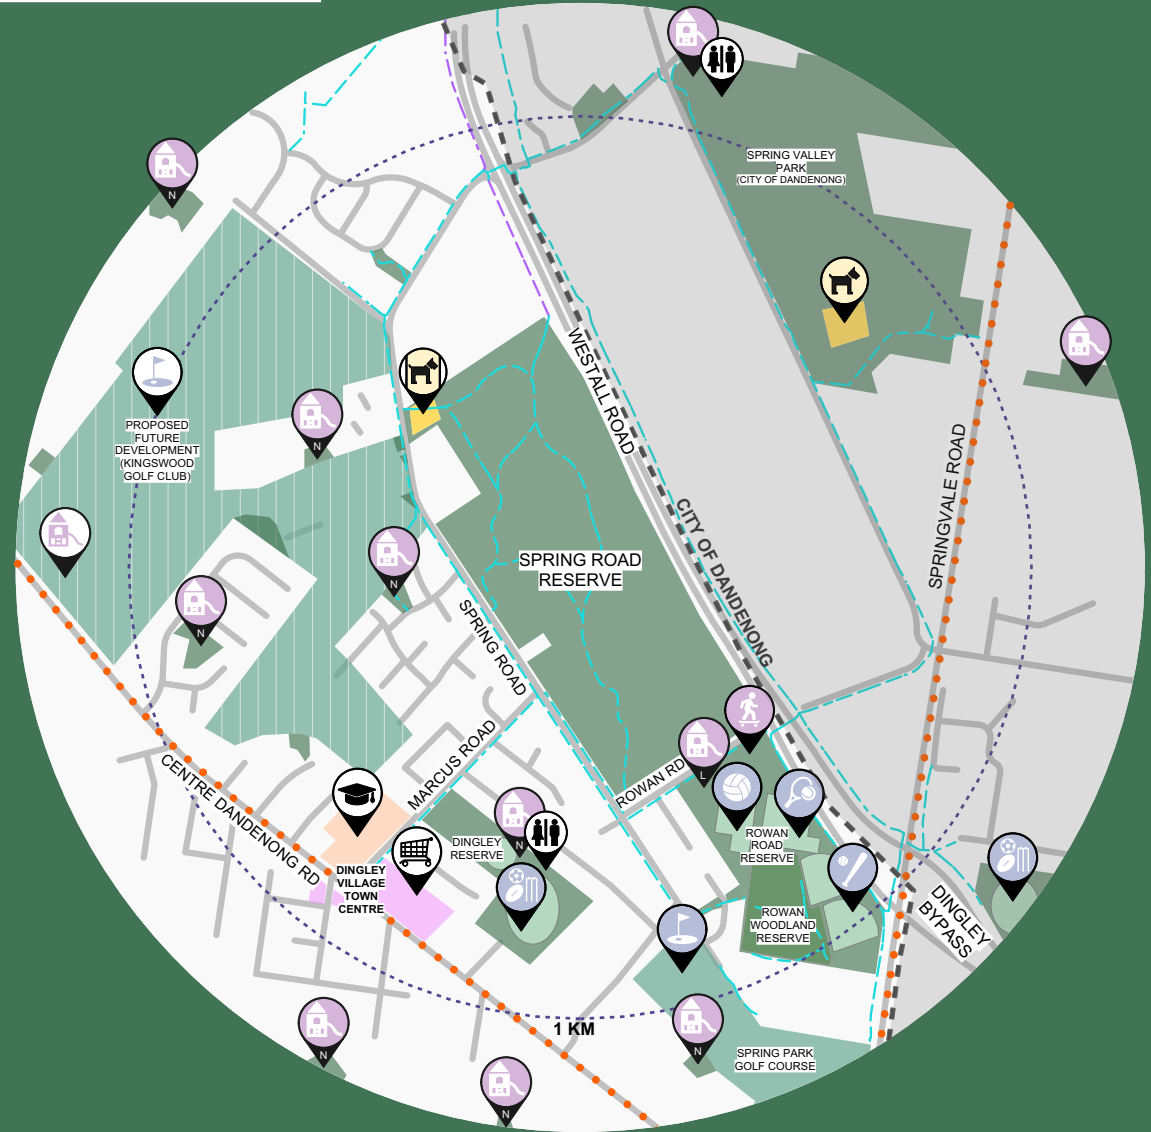 SPRING VALLEY
PARK
(CITY OF DANDENONG)
N
WESTALL ROAD
PROPOSED
FUTURE
DEVELOPMENT
(KINGSWOOD
GOLF CLUB)
N
SPRINGVALE ROAD
CITY OF DANDENONG
SPRING ROAD
RESERVE
N
N
SPRING ROAD
MARCUS ROAD
CENTRE DANDENONG RD
ROWAN RD
L
DINGLEY
RESERVE
N
ROWAN
ROAD
RESERVE
DINGLEY
VILLAGE
TOWN
CENTRE
ROWAN
WOODLAND
RESERVE
DINGLEY
BYPASS
1 KM
N
N
SPRING PARK
GOLF COURSE
N